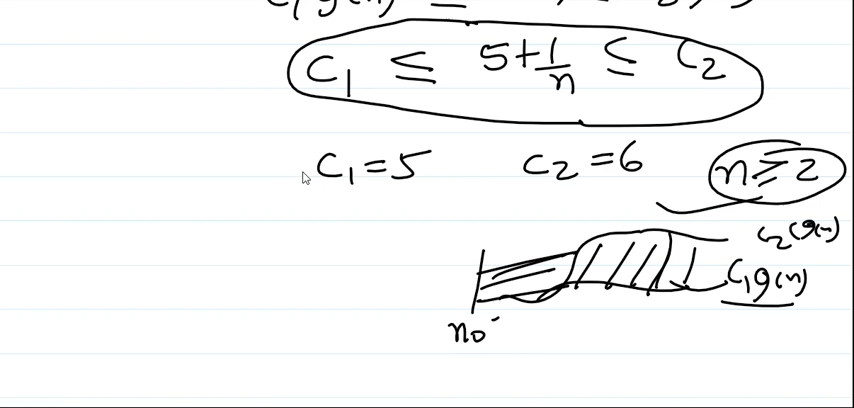 C₁ ≤ 5 + 1/n ≤ C₂
C₁ = 5 C₂ = 6 n ≥ 2
C₂(g(n)
C₁g(n)
n₀